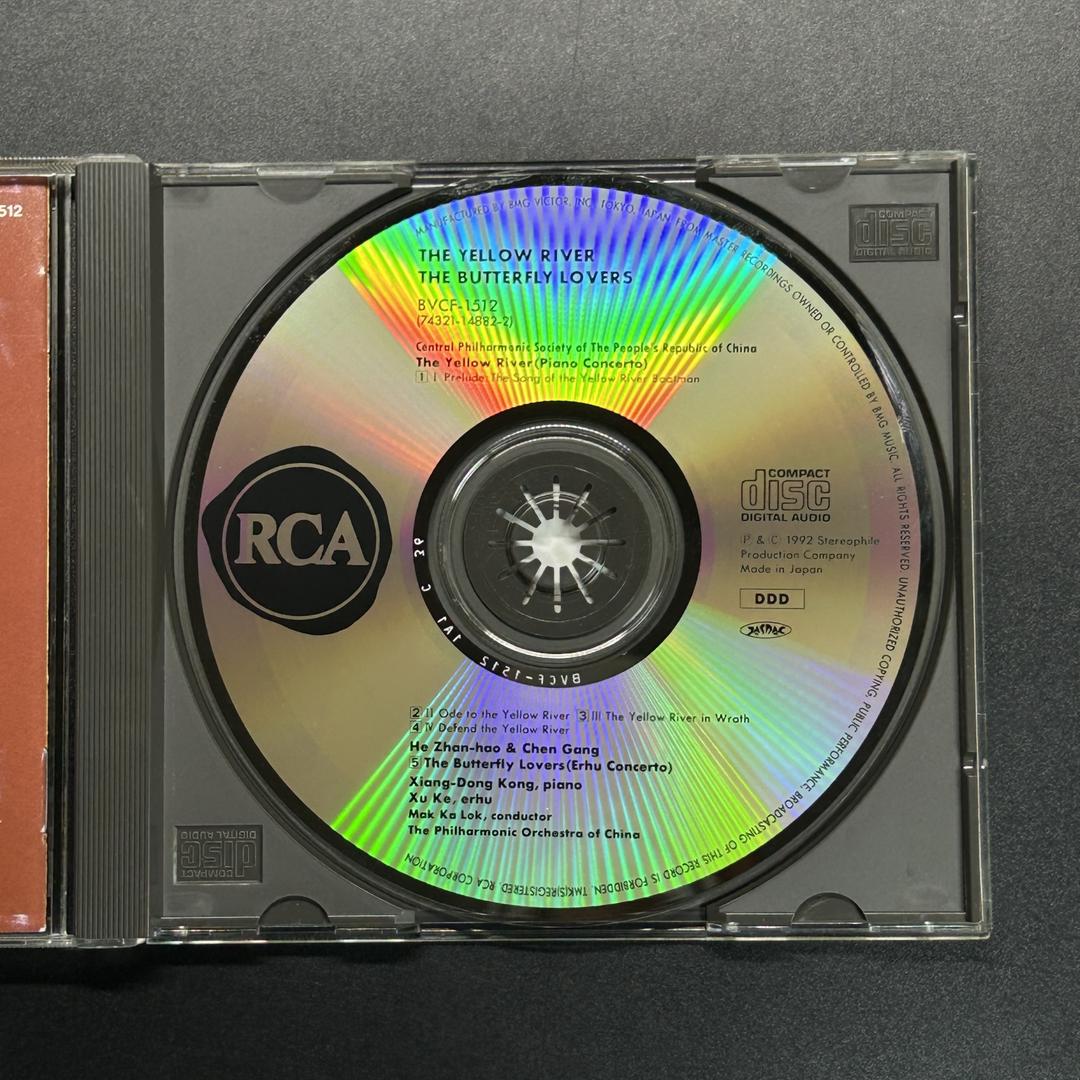 512
COMPACT
disc
DIGITAL AUDIO
MANUFACTURED BY BMG VICTOR, INC. TOKYO, JAPAN. FROM MASTER RECORDINGS OWNED OR CONTROLLED BY BMG MUSIC. ALL RIGHTS RESERVED. UNAUTHORIZED COPYING, PUBLIC PERFORMANCE, BROADCASTING OF THIS RECORD IS FORBIDDEN. TMK(S)REGISTERED. RCA CORPORATION
THE YELLOW RIVER
THE BUTTERFLY LOVERS
BVCF-1512
(74321-14882-2)
Central Philharmonic Society of The People's Republic of China
The Yellow River(Piano Concerto)
1 I Prelude: The Song of the Yellow River Boatman
RCA
COMPACT
disc
DIGITAL AUDIO
Ⓟ & Ⓒ 1992 Stereophile
Production Company
Made in Japan
DDD
JASRAC
BVCF-1512 1A1 C 39
2 II Ode to the Yellow River 3 III The Yellow River in Wrath
4 IV Defend the Yellow River
He Zhan-hao & Chen Gang
5 The Butterfly Lovers(Erhu Concerto)
Xiang-Dong Kong, piano
Xu Ke, erhu
Mak Ka Lok, conductor
The Philharmonic Orchestra of China
COMPACT
disc
DIGITAL AUDIO